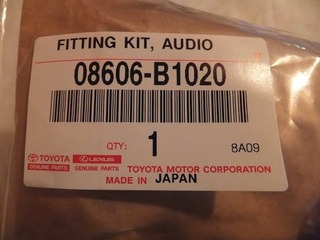 FITTING KIT, AUDIO
08606-B1020
QTY: 1 8A09
TOYOTA LEXUS
GENUINE PARTS GENUINE PARTS TOYOTA MOTOR CORPORATION
MADE IN JAPAN